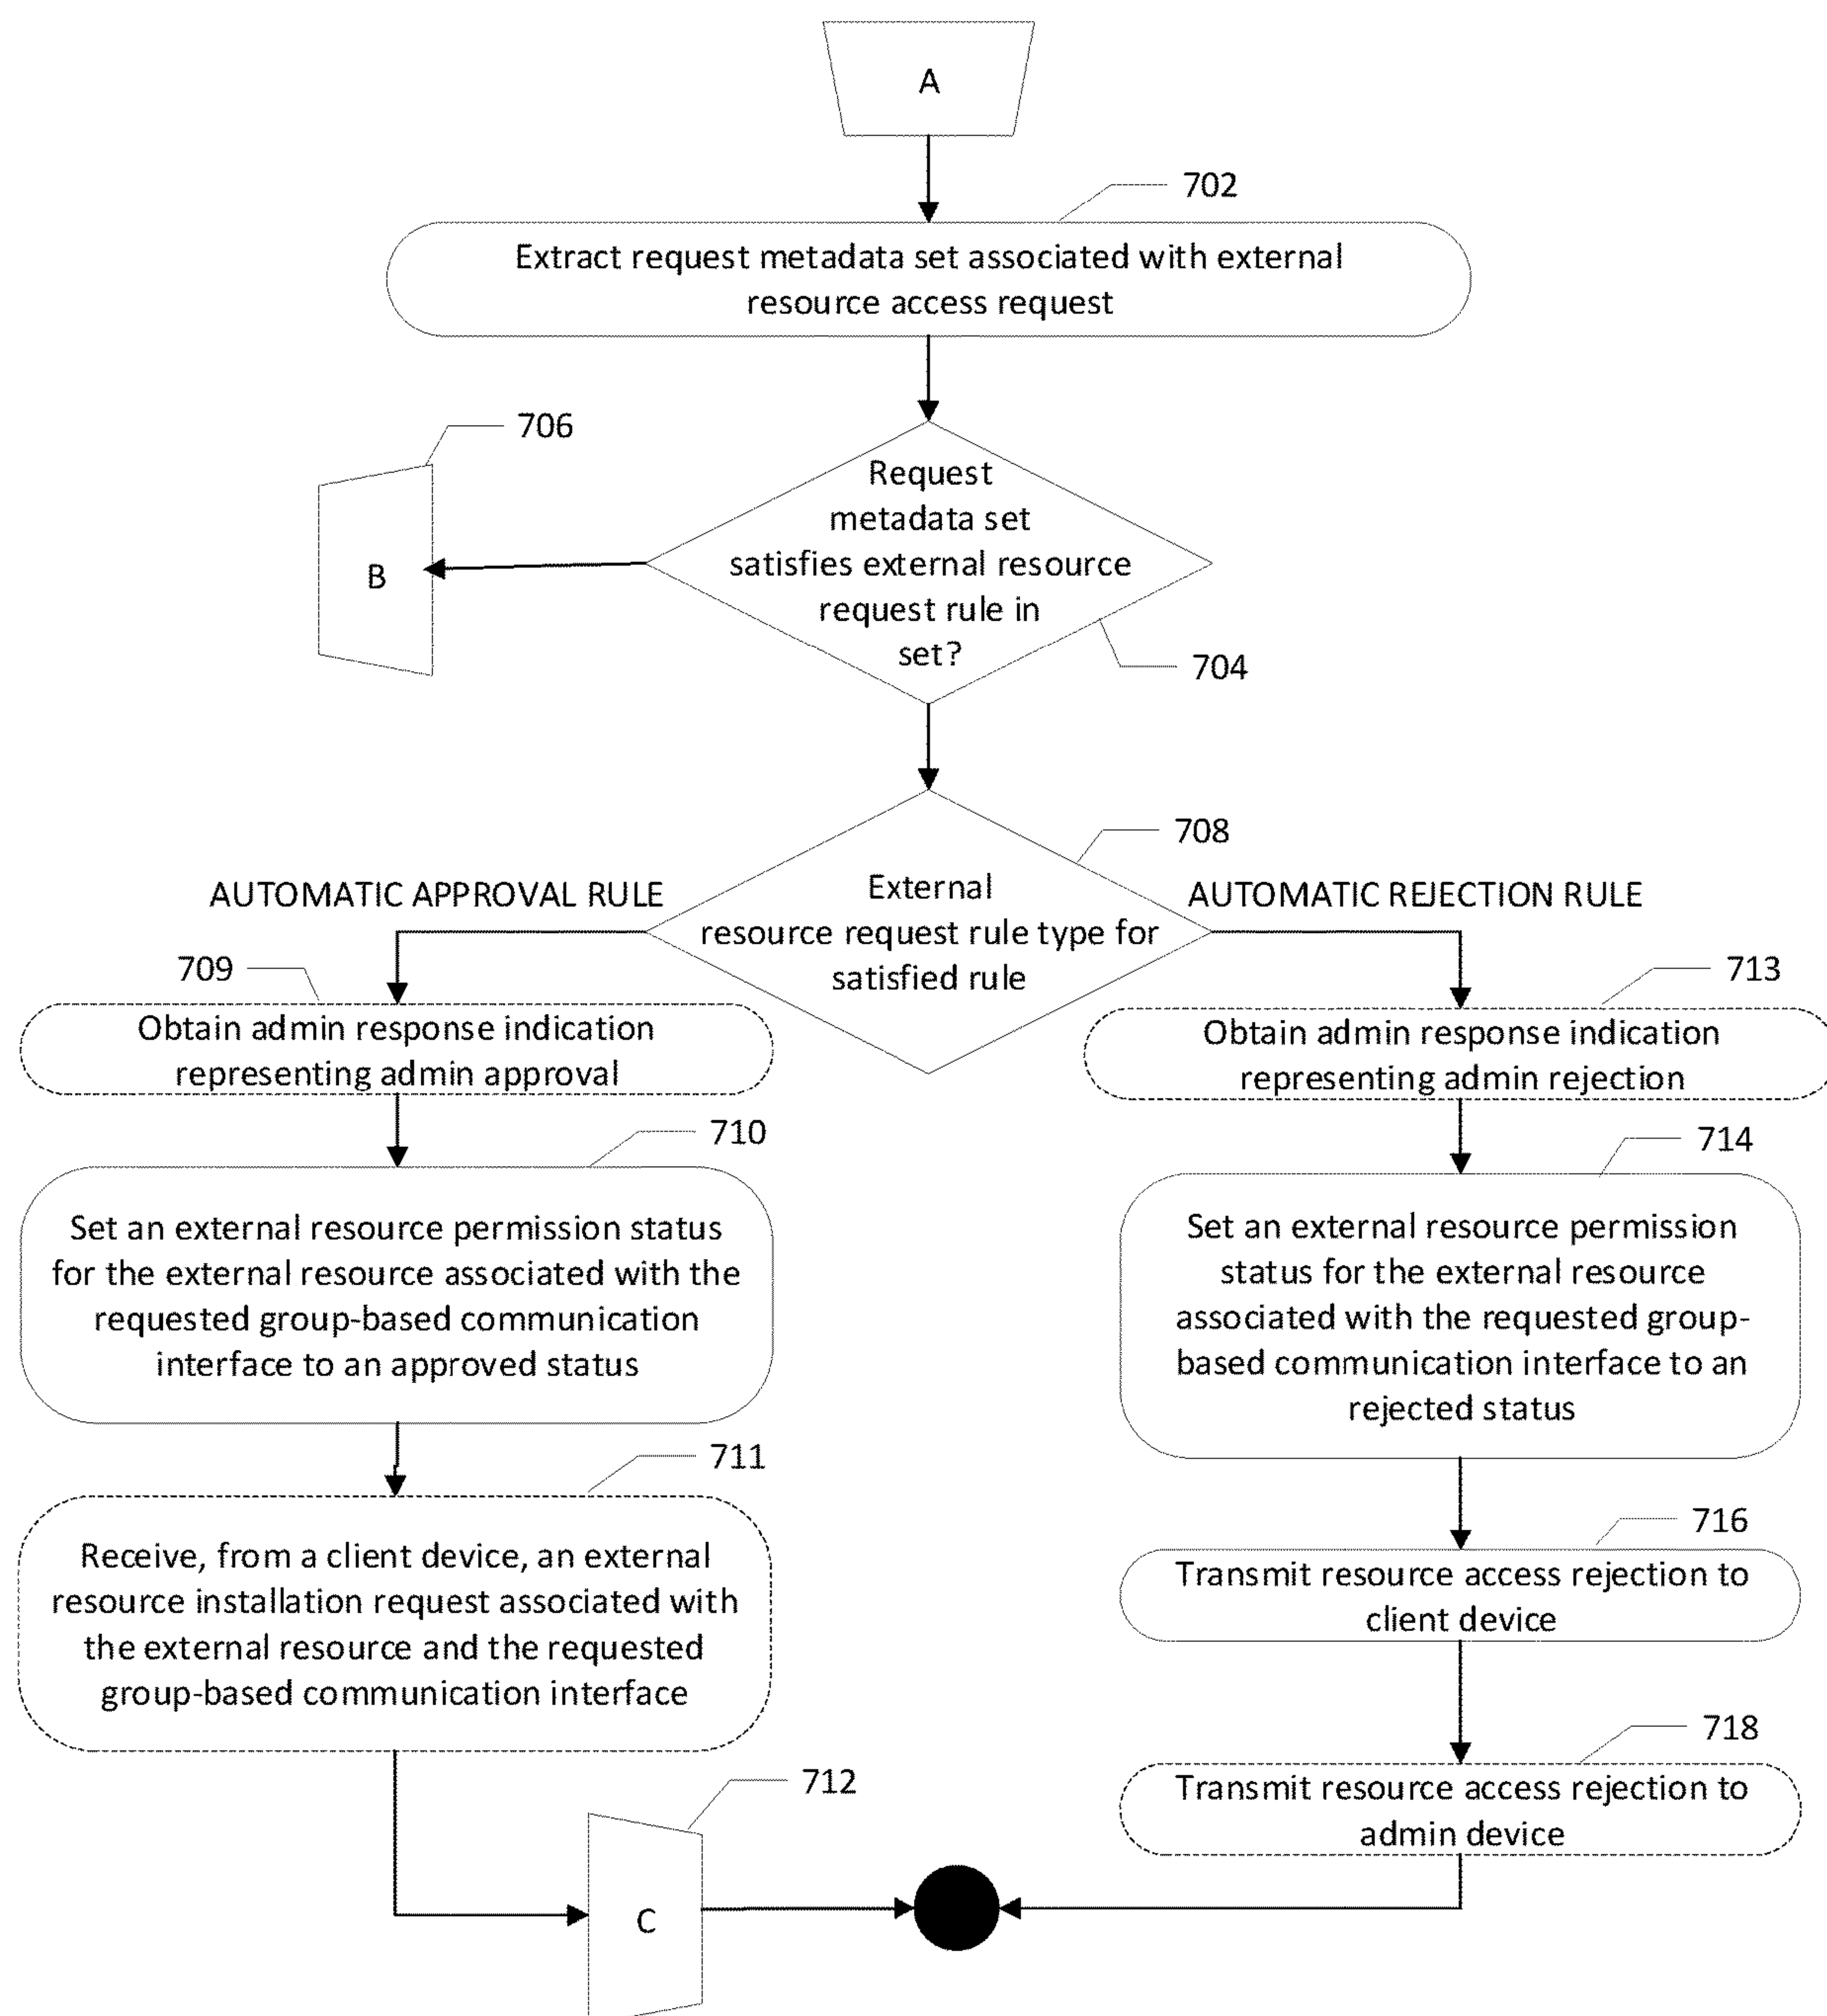 A
702
Extract request metadata set associated with external
resource access request
706
B
Request
metadata set
satisfies external resource
request rule in
set?
704
708
External
resource request rule type for
satisfied rule
AUTOMATIC APPROVAL RULE
AUTOMATIC REJECTION RULE
709
Obtain admin response indication
representing admin approval
710
Set an external resource permission status
for the external resource associated with the
requested group-based communication
interface to an approved status
711
Receive, from a client device, an external
resource installation request associated with
the external resource and the requested
group-based communication interface
712
C
713
Obtain admin response indication
representing admin rejection
714
Set an external resource permission
status for the external resource
associated with the requested group-
based communication interface to an
rejected status
716
Transmit resource access rejection to
client device
718
Transmit resource access rejection to
admin device